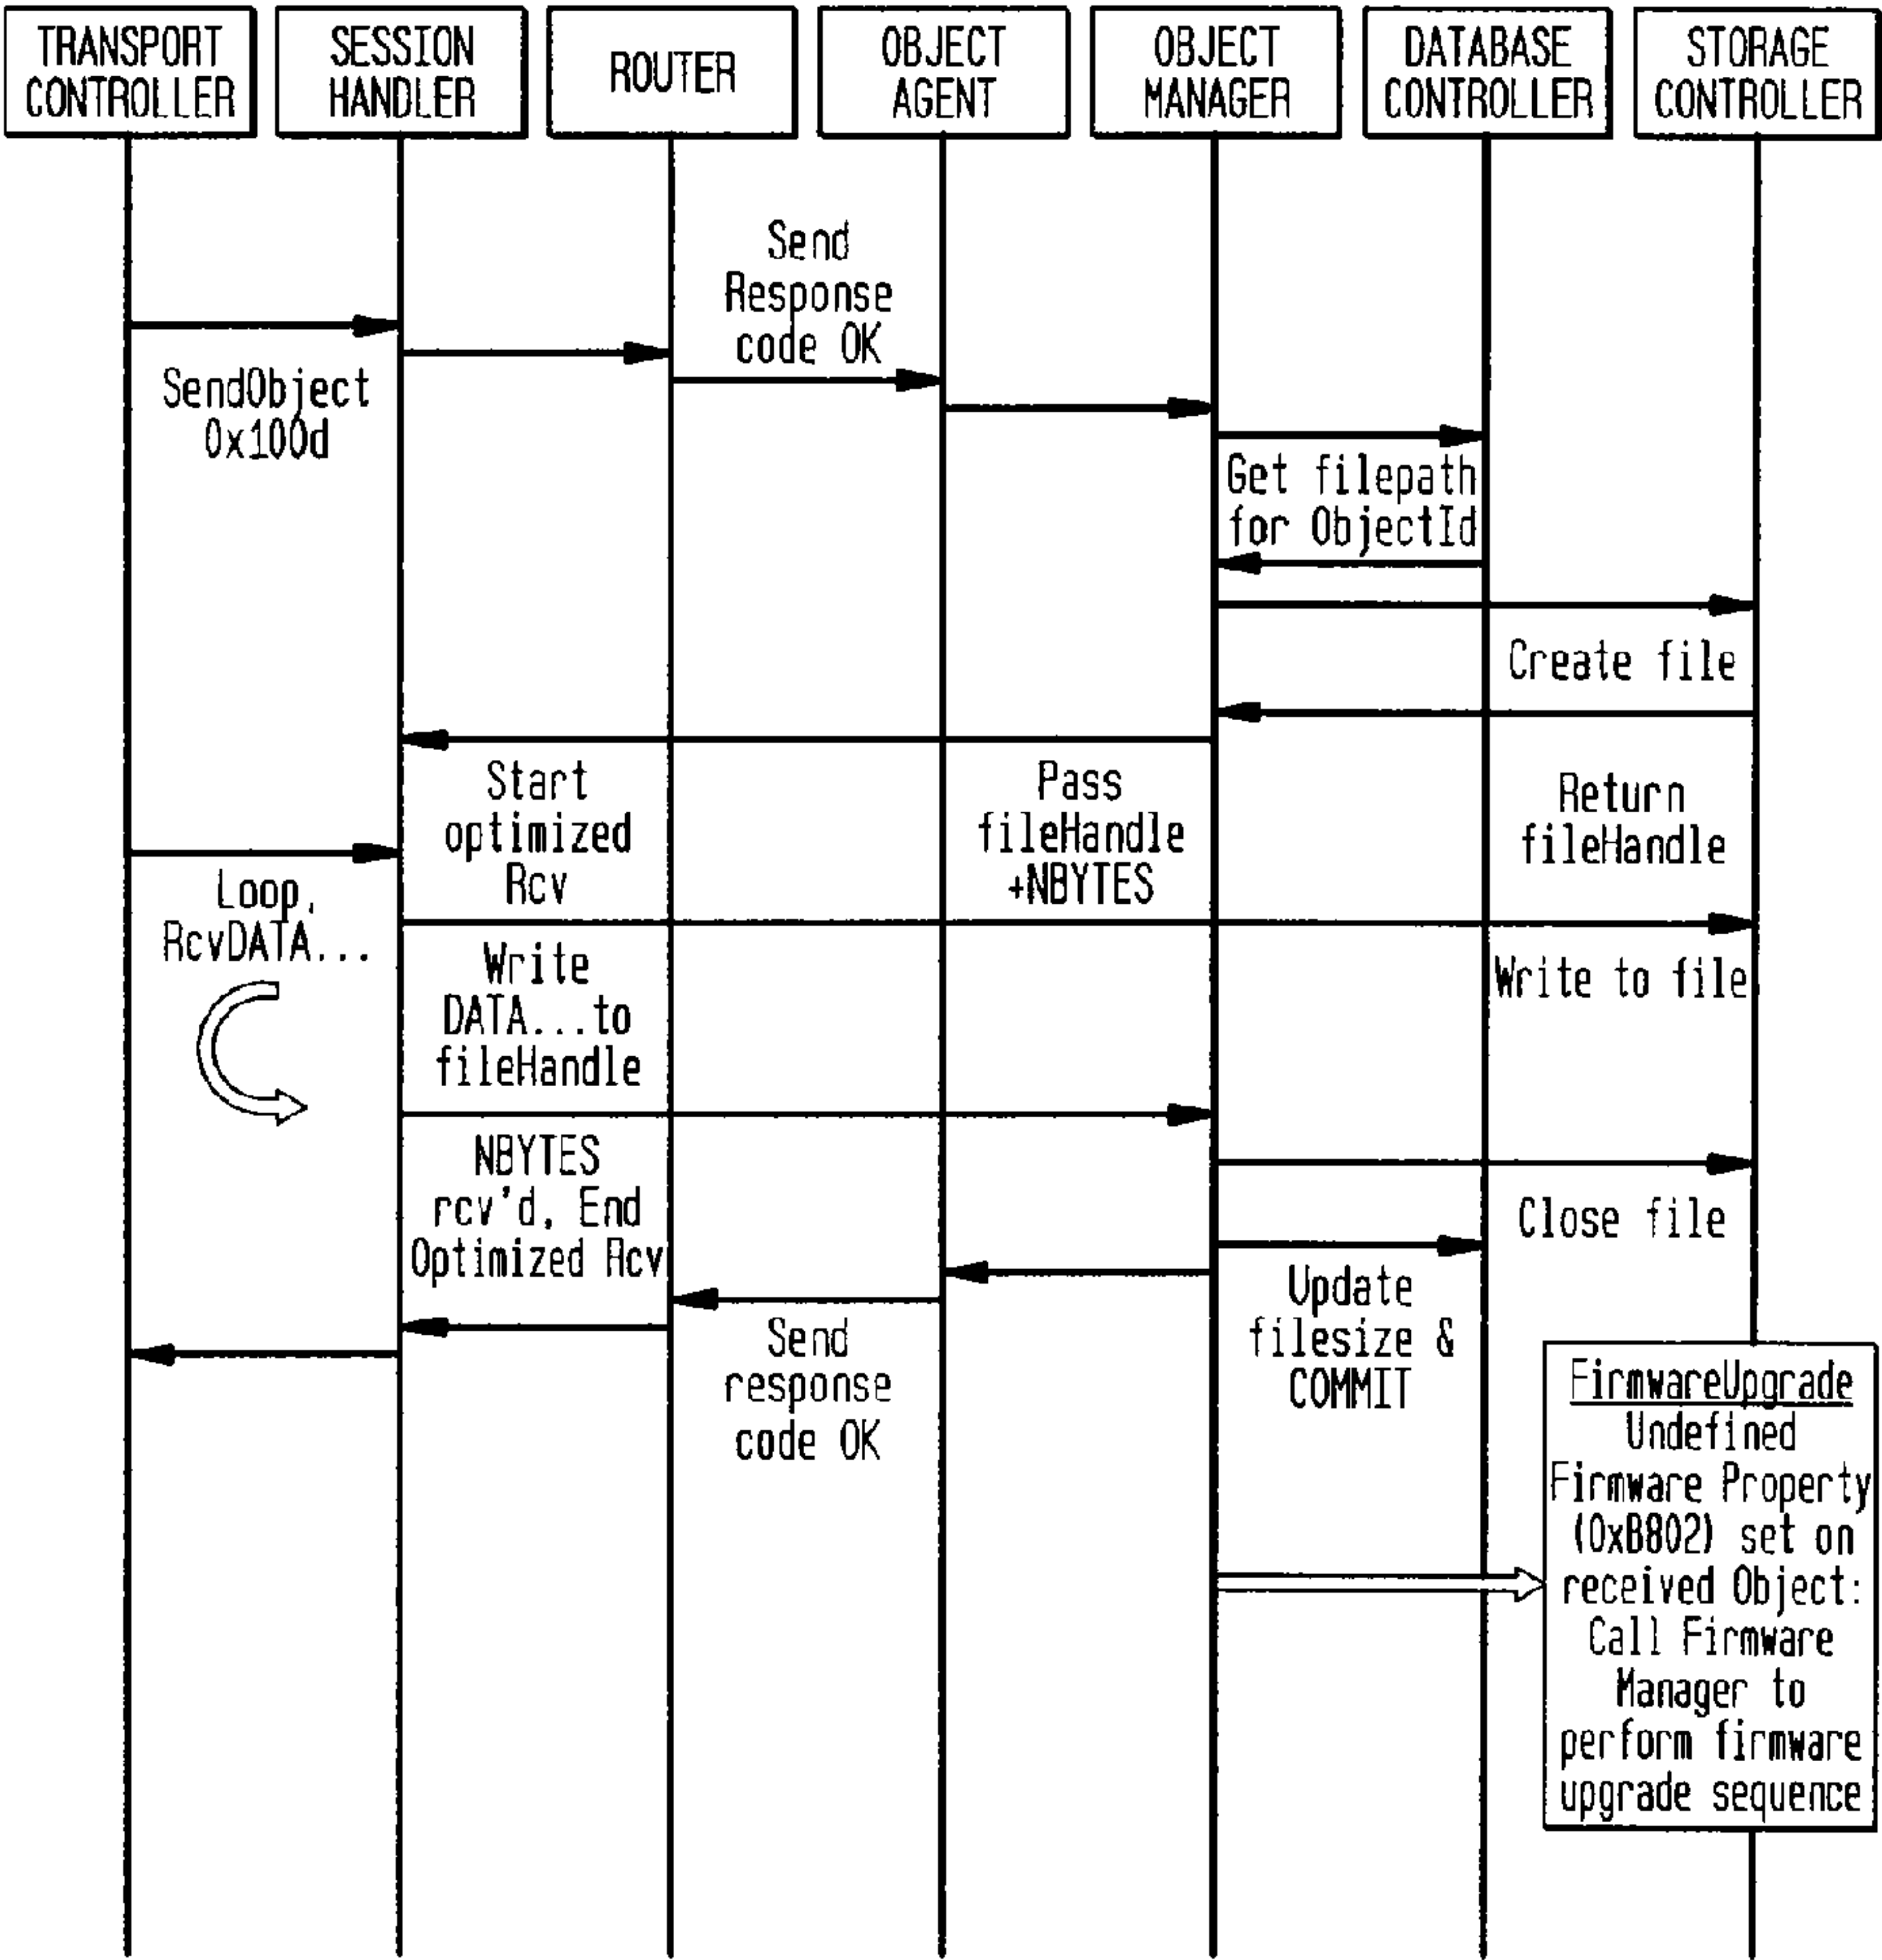 TRANSPORT
CONTROLLER
SESSION
HANDLER
ROUTER
OBJECT
AGENT
OBJECT
MANAGER
DATABASE
CONTROLLER
STORAGE
CONTROLLER
Send
Response
code OK
SendObject
0x100d
Get filepath
for ObjectId
Create file
Start
optimized
Rcv
Pass
fileHandle
+NBYTES
Return
fileHandle
Loop,
RcvDATA...
Write
DATA...to
fileHandle
Write to file
NBYTES
rcv'd, End
Optimized Rcv
Close file
Update
filesize &
COMMIT
Send
response
code OK
FirmwareUpgrade
Undefined
Firmware Property
(0xB802) set on
received Object:
Call Firmware
Manager to
perform firmware
upgrade sequence